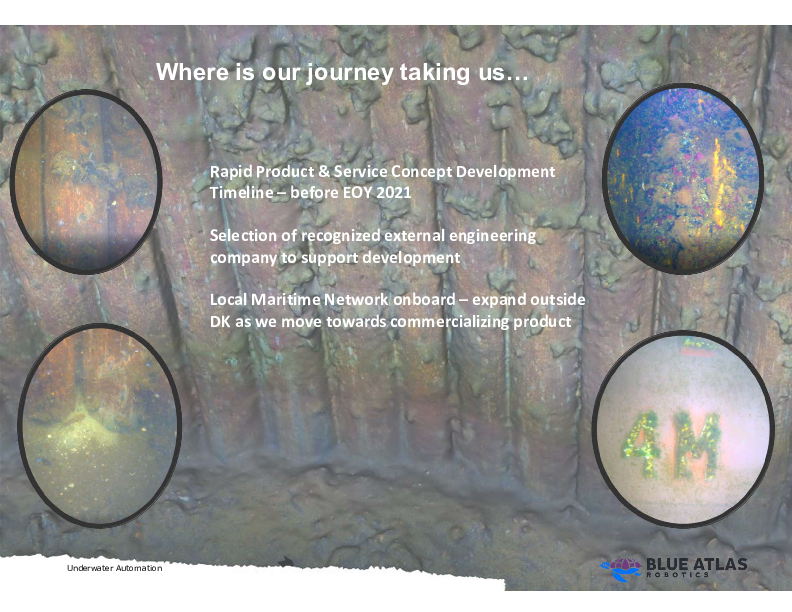 Where is our journey taking us…
Rapid Product & Service Concept Development
Timeline – before EOY 2021
Selection of recognized external engineering
company to support development
Local Maritime Network onboard – expand outside
DK as we move towards commercializing product
4M
Underwater Automation
BLUE ATLAS
ROBOTICS